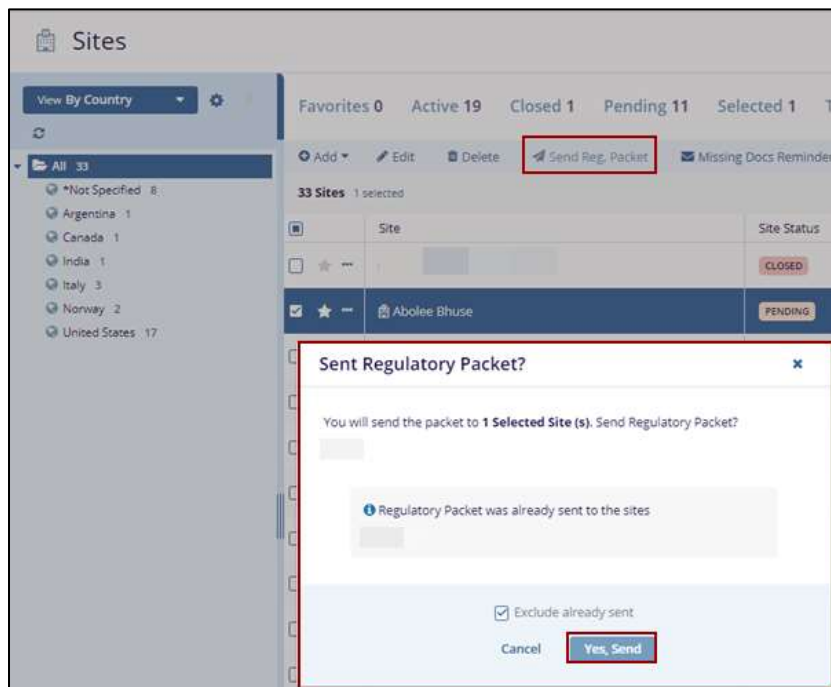 Sites
View By Country
All 33
*Not Specified 8
Argentina 1
Canada 1
India 1
Italy 3
Norway 2
United States 17
Favorites 0 Active 19 Closed 1 Pending 11 Selected 1
Add Edit Delete Send Reg. Packet Missing Docs Reminder
33 Sites 1 selected
Site Site Status
CLOSED
Abolee Bhuse PENDING
Sent Regulatory Packet?
You will send the packet to 1 Selected Site (s). Send Regulatory Packet?
Regulatory Packet was already sent to the sites
Exclude already sent
Cancel Yes, Send